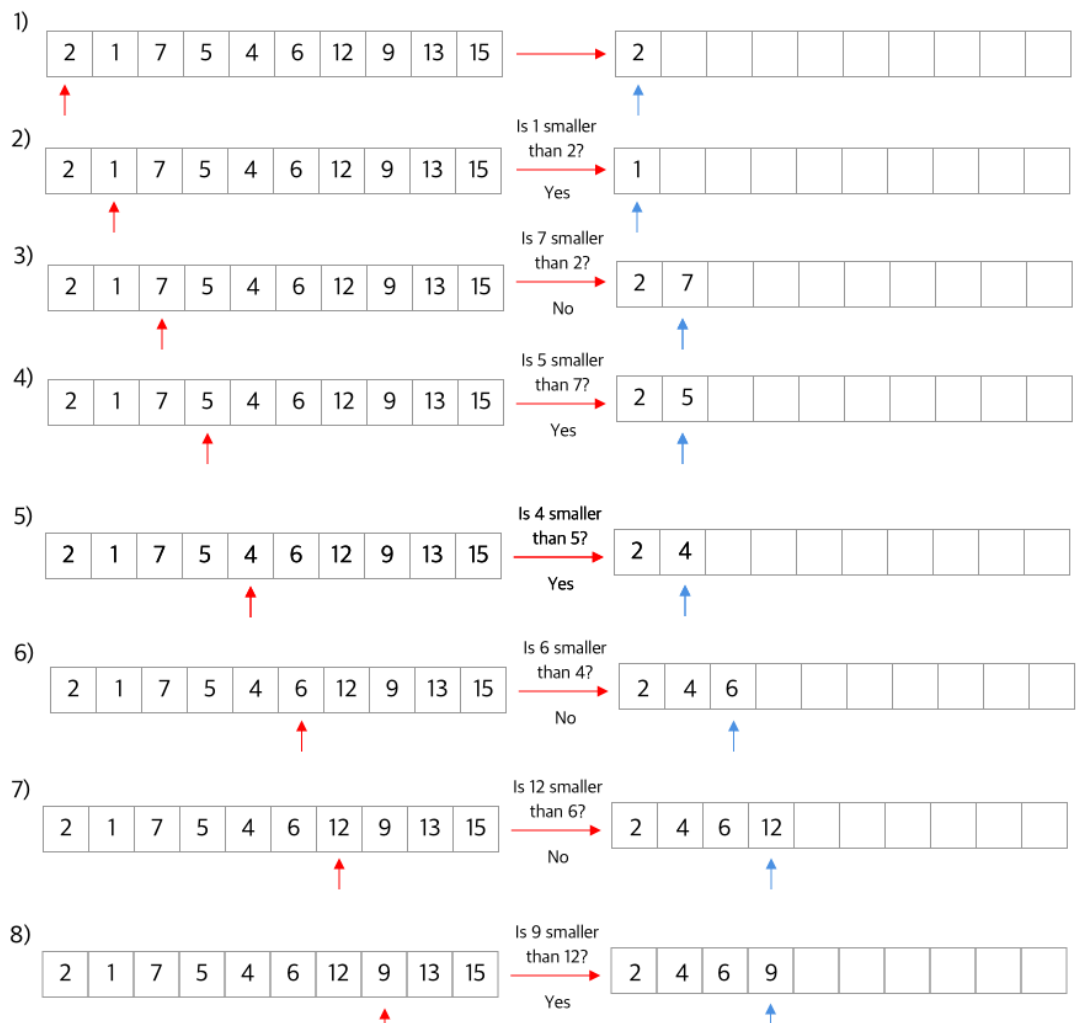 1)
2 1 7 5 4 6 12 9 13 15 2
2)
Is 1 smaller
than 2?
2 1 7 5 4 6 12 9 13 15 1
Yes
3)
Is 7 smaller
than 2?
2 1 7 5 4 6 12 9 13 15 2 7
No
4)
Is 5 smaller
than 7?
2 1 7 5 4 6 12 9 13 15 2 5
Yes
5)
Is 4 smaller
than 5?
2 1 7 5 4 6 12 9 13 15 2 4
Yes
6)
Is 6 smaller
than 4?
2 1 7 5 4 6 12 9 13 15 2 4 6
No
7)
Is 12 smaller
than 6?
2 1 7 5 4 6 12 9 13 15 2 4 6 12
No
8)
Is 9 smaller
than 12?
2 1 7 5 4 6 12 9 13 15 2 4 6 9
Yes